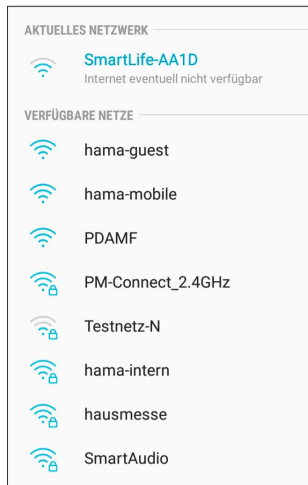 AKTUELLES NETZWERK
SmartLife-AA1D
Internet eventuell nicht verfügbar
VERFÜGBARE NETZE
hama-guest
hama-mobile
PDAMF
PM-Connect_2.4GHz
Testnetz-N
hama-intern
hausmesse
SmartAudio